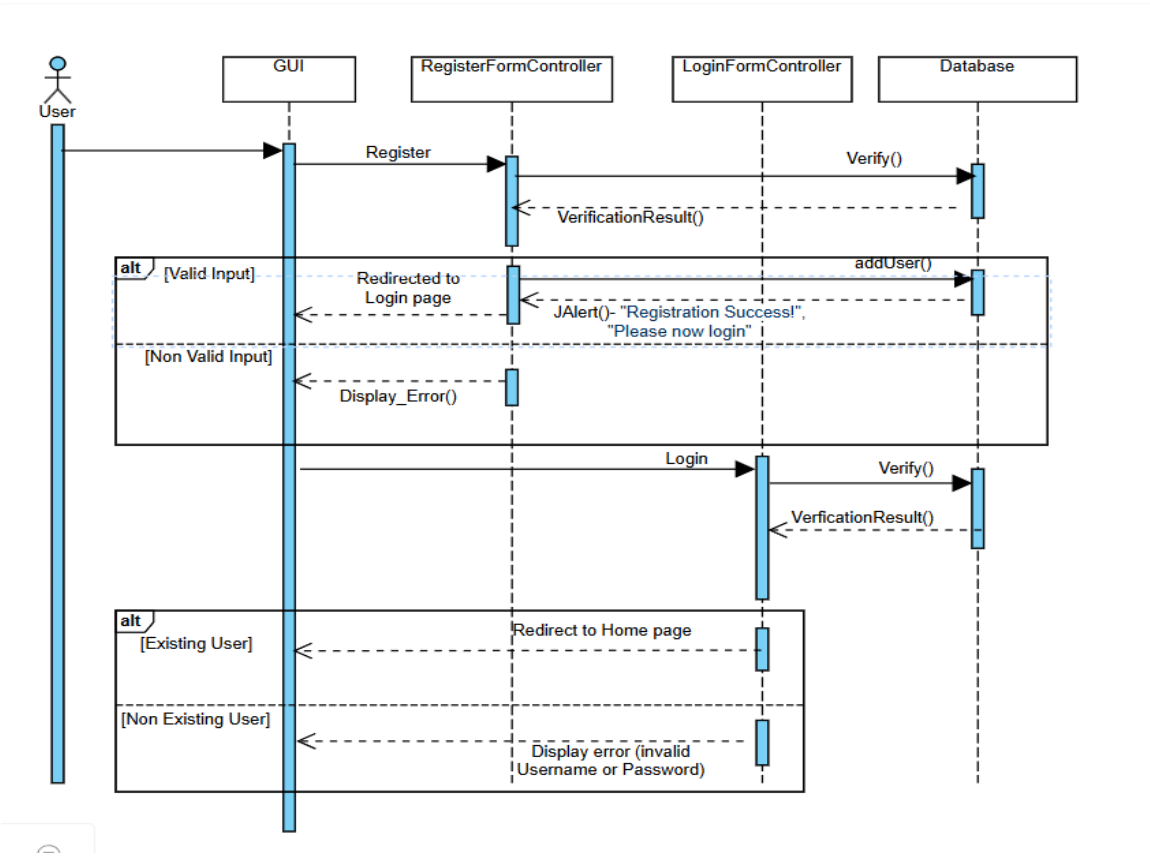 GUI
RegisterFormController
LoginFormController
Database
User
Register
Verify()
VerificationResult()
alt
[Valid Input]
Redirected to
Login page
addUser()
JAlert()- "Registration Success!",
"Please now login"
[Non Valid Input]
Display_Error()
Login
Verify()
VerficationResult()
alt
[Existing User]
Redirect to Home page
[Non Existing User]
Display error (invalid
Username or Password)